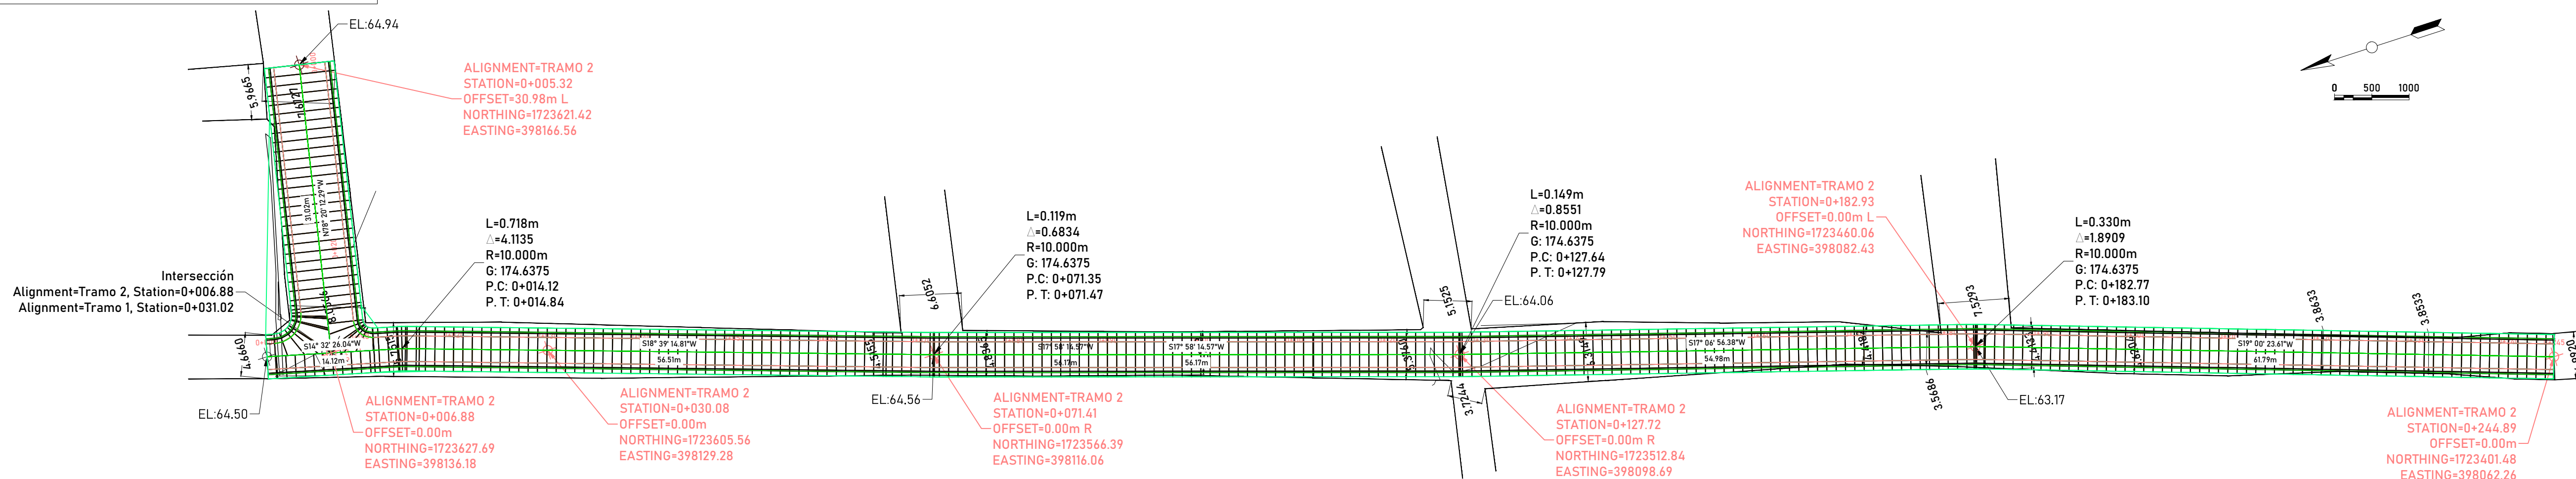 EL:64.94
ALIGNMENT=TRAMO 2
STATION=0+005.32
OFFSET=30.98m L
NORTHING=1723621.42
EASTING=398166.56
5.9665
31.02m
N78° 20' 12.29"W
Intersección
Alignment=Tramo 2, Station=0+006.88
Alignment=Tramo 1, Station=0+031.02
L=0.718m
△=4.1135
R=10.000m
G: 174.6375
P.C: 0+014.12
P. T: 0+014.84
4.6690
S14° 32' 26.04"W
14.12m
EL:64.50
ALIGNMENT=TRAMO 2
STATION=0+006.88
OFFSET=0.00m
NORTHING=1723627.69
EASTING=398136.18
S18° 39' 14.81"W
56.51m
ALIGNMENT=TRAMO 2
STATION=0+030.08
OFFSET=0.00m
NORTHING=1723605.56
EASTING=398129.28
6.6052
L=0.119m
△=0.6834
R=10.000m
G: 174.6375
P.C: 0+071.35
P. T: 0+071.47
EL:64.56
ALIGNMENT=TRAMO 2
STATION=0+071.41
OFFSET=0.00m R
NORTHING=1723566.39
EASTING=398116.06
S17° 58' 14.57"W
56.17m
S17° 58' 14.57"W
56.17m
5.1525
L=0.149m
△=0.8551
R=10.000m
G: 174.6375
P.C: 0+127.64
P. T: 0+127.79
EL:64.06
3.7244
ALIGNMENT=TRAMO 2
STATION=0+127.72
OFFSET=0.00m R
NORTHING=1723512.84
EASTING=398098.69
S17° 06' 56.38"W
54.98m
ALIGNMENT=TRAMO 2
STATION=0+182.93
OFFSET=0.00m L
NORTHING=1723460.06
EASTING=398082.43
7.5293
3.5686
L=0.330m
△=1.8909
R=10.000m
G: 174.6375
P.C: 0+182.77
P. T: 0+183.10
EL:63.17
S19° 00' 23.61"W
61.79m
3.8633
3.8533
ALIGNMENT=TRAMO 2
STATION=0+244.89
OFFSET=0.00m
NORTHING=1723401.48
EASTING=398062.26
0 500 1000